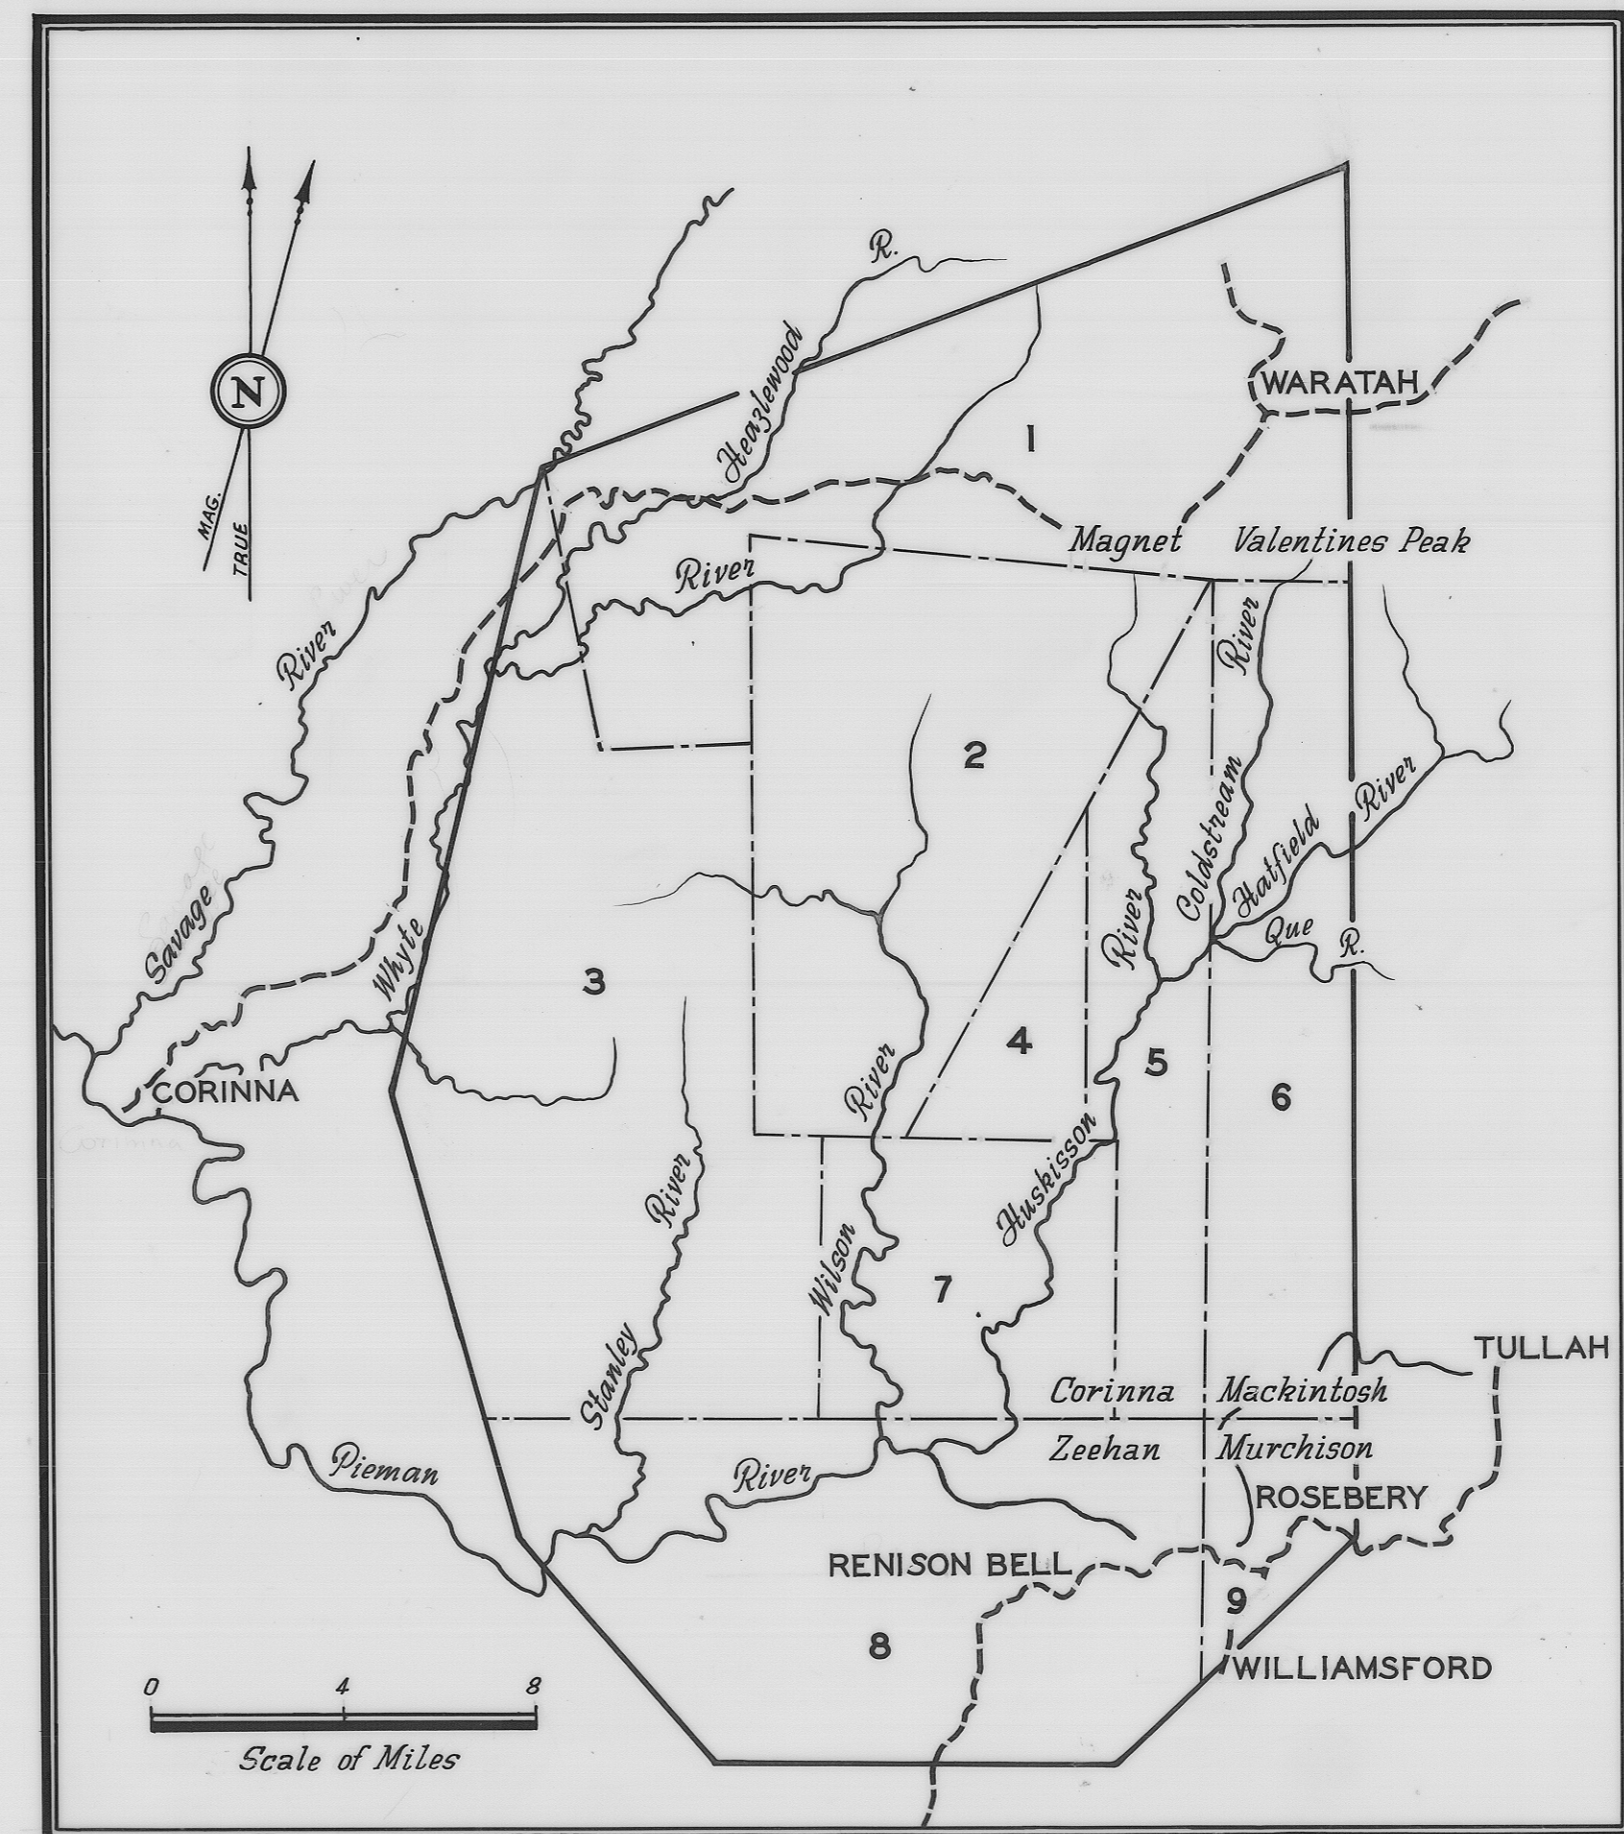 R.
Heazlewood
WARATAH
1
N
MAG.
TRUE
Magnet
Valentines Peak
River
River
River
2
River
Coldstream
Hatfield
River
Savage
Whyte
River
Que
R.
3
4
5
6
CORINNA
Corinna
River
Huskisson
River
Wilson
7
Stanley
TULLAH
Corinna
Mackintosh
Zeehan
Murchison
Pieman
River
ROSEBERY
RENISON BELL
9
8
WILLIAMSFORD
0 4 8
Scale of Miles